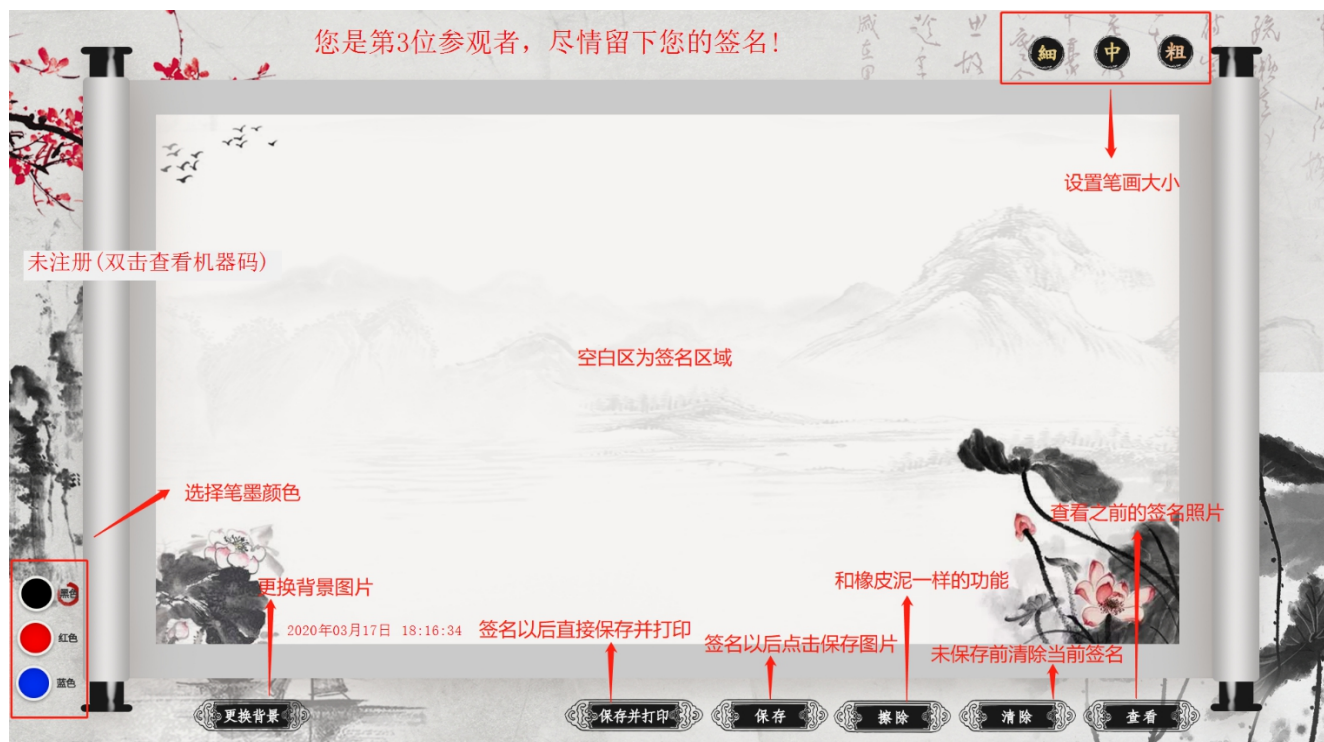 您是第3位参观者，尽情留下您的签名！
細 中 粗
设置笔画大小
未注册(双击查看机器码)
空白区为签名区域
选择笔墨颜色
查看之前的签名照片
和橡皮泥一样的功能
更换背景图片
黑色
2020年03月17日 18:16:34
签名以后直接保存并打印
签名以后点击保存图片
未保存前清除当前签名
红色
蓝色
更换背景 保存并打印 保存 擦除 清除 查看